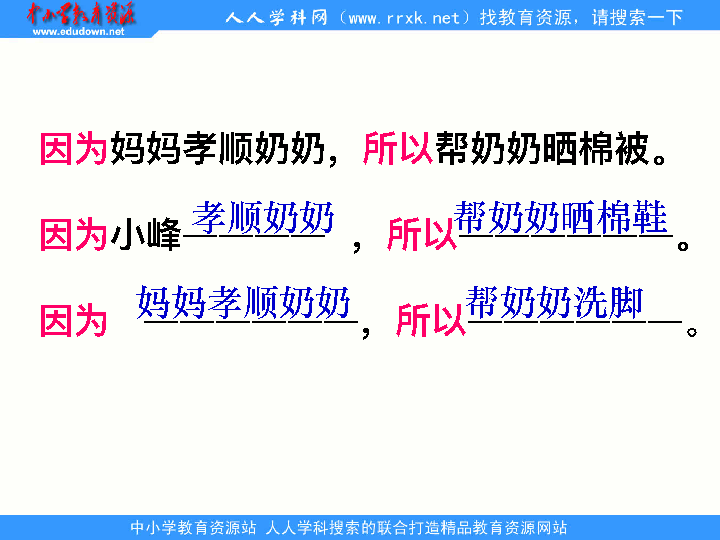 中小学教育资源
www.edudown.net
人人学科网（www.rrxk.net）找教育资源，请搜索一下
因为妈妈孝顺奶奶，所以帮奶奶晒棉被。
因为小峰孝顺奶奶，所以帮奶奶晒棉鞋。
因为妈妈孝顺奶奶，所以帮奶奶洗脚。
中小学教育资源站 人人学科搜索的联合打造精品教育资源网站